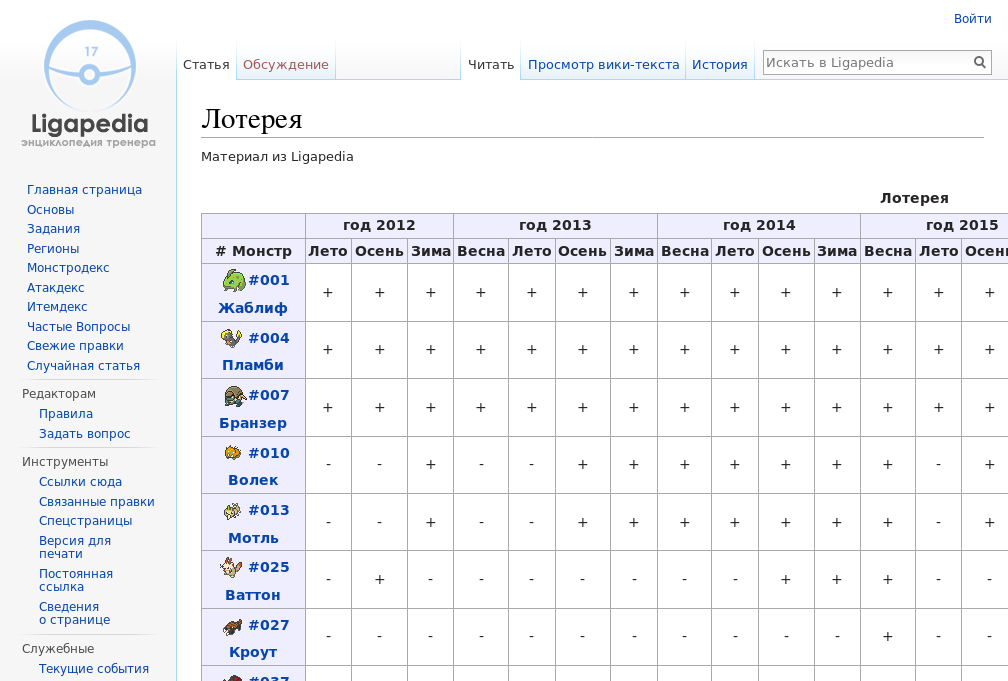 Войти
17
Ligapedia
энциклопедия тренера
Статья Обсуждение Читать Просмотр вики-текста История Искать в Ligapedia
Лотерея
Материал из Ligapedia
Главная страница
Основы
Задания
Регионы
Монстродекс
Атакдекс
Итемдекс
Частые Вопросы
Свежие правки
Случайная статья
Редакторам
Правила
Задать вопрос
Инструменты
Ссылки сюда
Связанные правки
Спецстраницы
Версия для
печати
Постоянная
ссылка
Сведения
о странице
Служебные
Текущие события
Лотерея
год 2012 год 2013 год 2014 год 2015
# Монстр Лето Осень Зима Весна Лето Осень Зима Весна Лето Осень Зима Весна Лето Осень
#001
Жаблиф + + + + + + + + + + + + + +
#004
Пламби + + + + + + + + + + + + + +
#007
Бранзер + + + + + + + + + + + + + +
#010
Волек - - + - - + + + + + + + - +
#013
Мотль - - + - - + + + + + + + - +
#025
Ваттон - + - - - - - - - + + + - -
#027
Кроут - - - - - - - - - - - + - -
#037